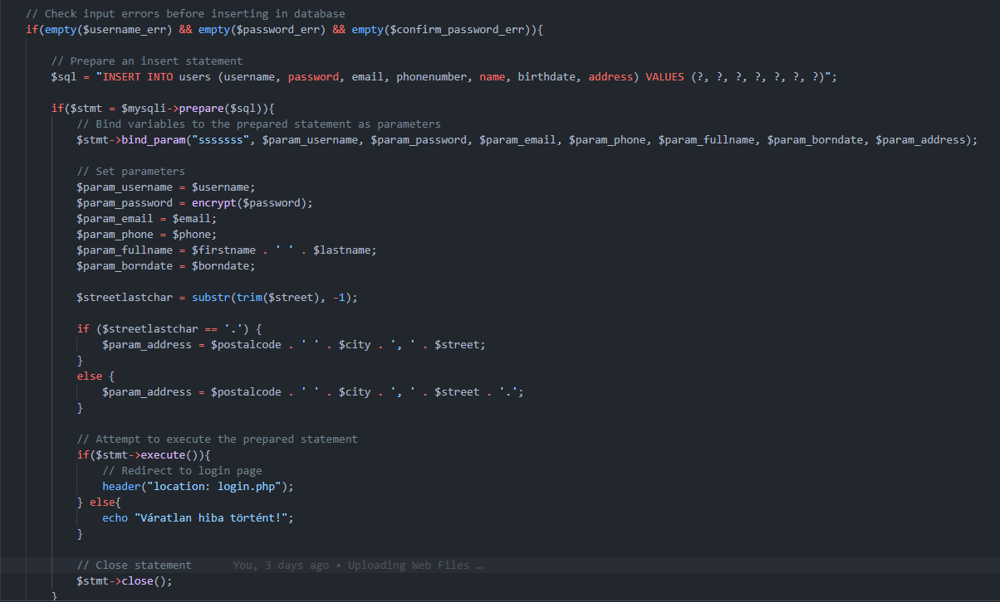 // Check input errors before inserting in database
if(empty($username_err) && empty($password_err) && empty($confirm_password_err)){
// Prepare an insert statement
$sql = "INSERT INTO users (username, password, email, phonenumber, name, birthdate, address) VALUES (?, ?, ?, ?, ?, ?, ?)";
if($stmt = $mysqli->prepare($sql)){
// Bind variables to the prepared statement as parameters
$stmt->bind_param("sssssss", $param_username, $param_password, $param_email, $param_phone, $param_fullname, $param_borndate, $param_address);
// Set parameters
$param_username = $username;
$param_password = encrypt($password);
$param_email = $email;
$param_phone = $phone;
$param_fullname = $firstname . ' ' . $lastname;
$param_borndate = $borndate;
$streetlastchar = substr(trim($street), -1);
if ($streetlastchar == '.') {
$param_address = $postalcode . ' ' . $city . ', ' . $street;
}
else {
$param_address = $postalcode . ' ' . $city . ', ' . $street . '.';
}
// Attempt to execute the prepared statement
if($stmt->execute()){
// Redirect to login page
header("location: login.php");
} else{
echo "Váratlan hiba történt!";
}
// Close statement You, 3 days ago • Uploading Web Files …
$stmt->close();
}